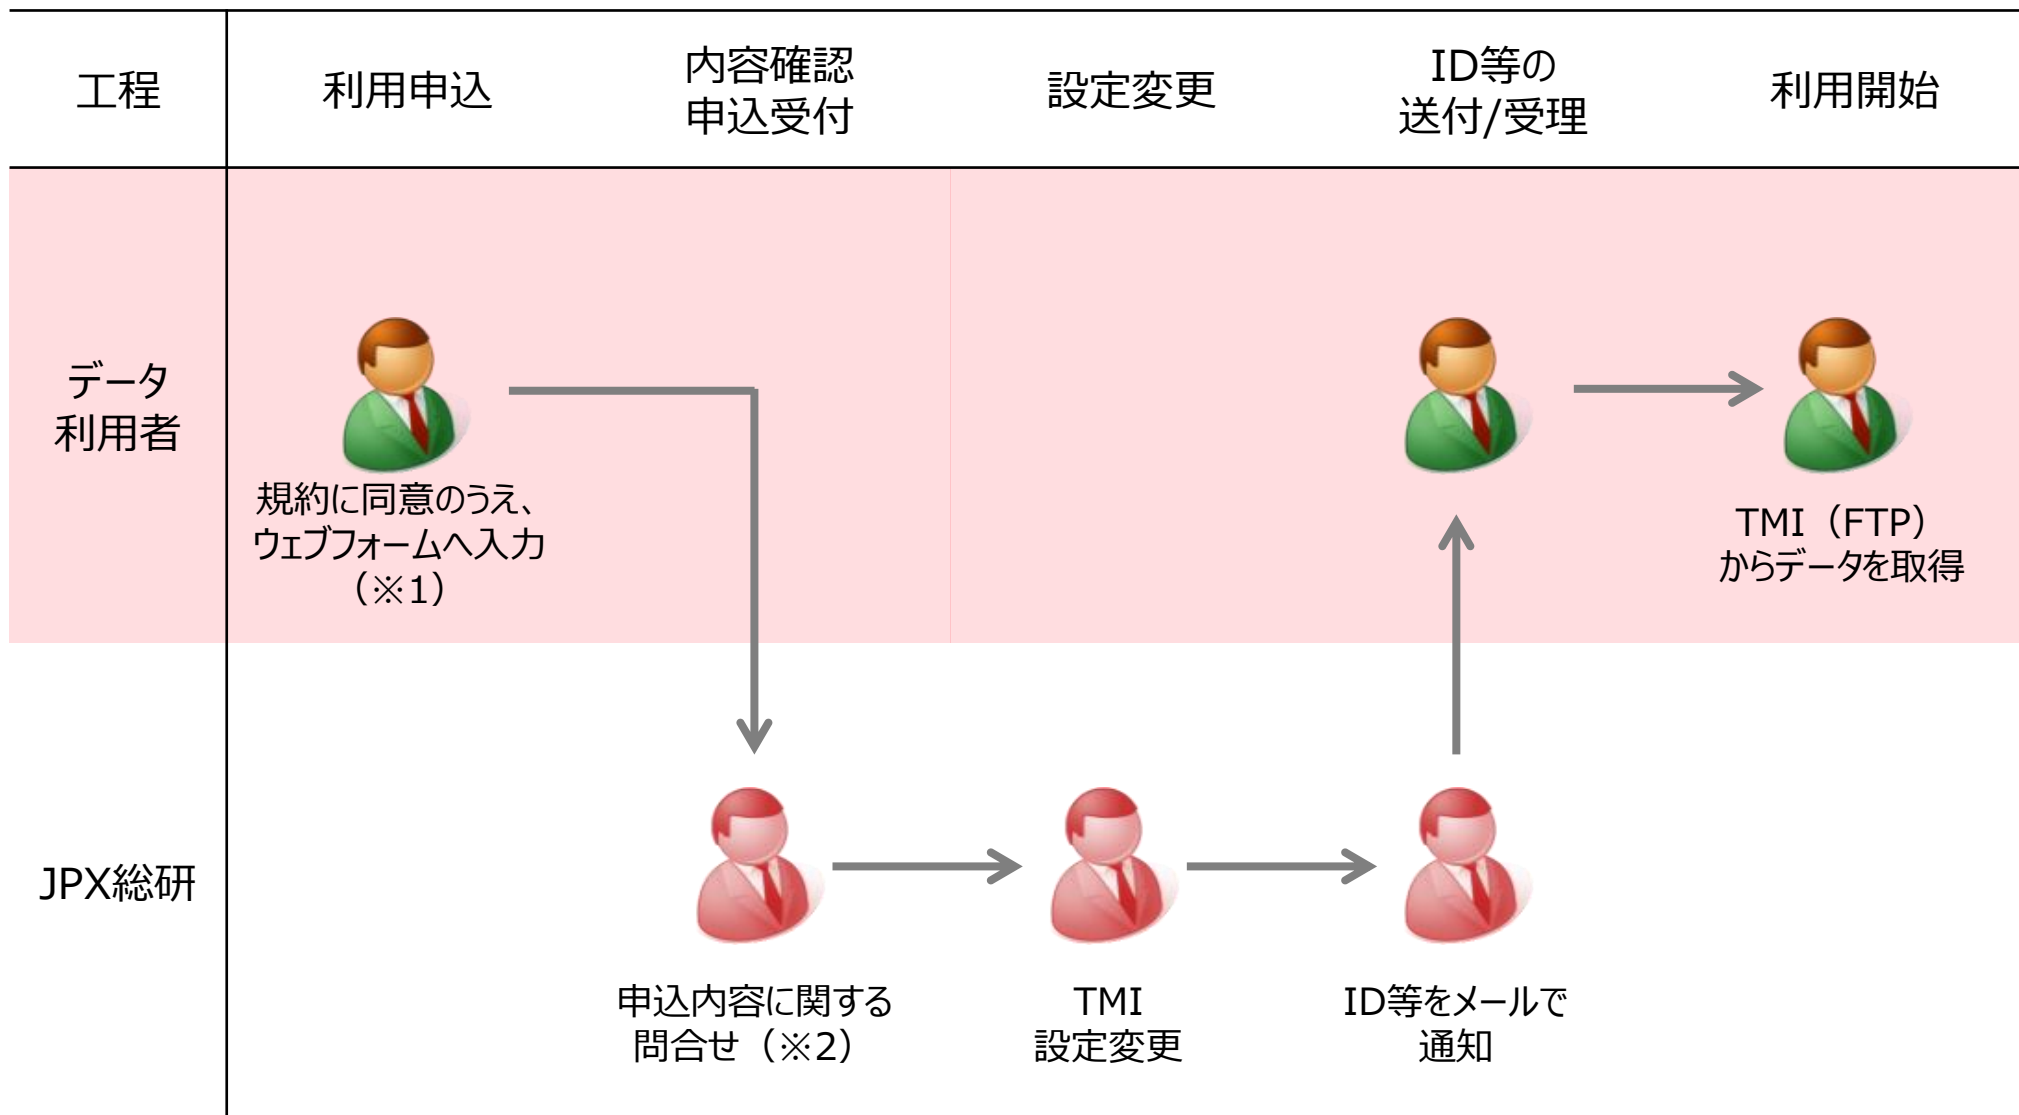 工程
利用申込
内容確認
申込受付
設定変更
ID等の
送付/受理
利用開始
データ
利用者
規約に同意のうえ、
ウェブフォームへ入力
（※1）
TMI（FTP）
からデータを取得
JPX総研
申込内容に関する
問合せ（※2）
TMI
設定変更
ID等をメールで
通知